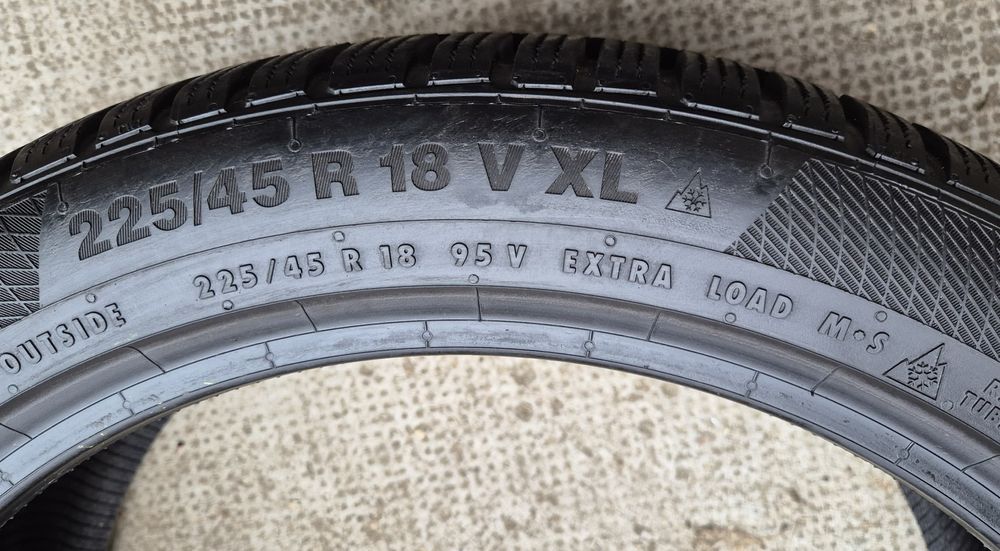 225/45 R 18 V XL
OUTSIDE 225/45 R 18 95 V EXTRA LOAD M•S